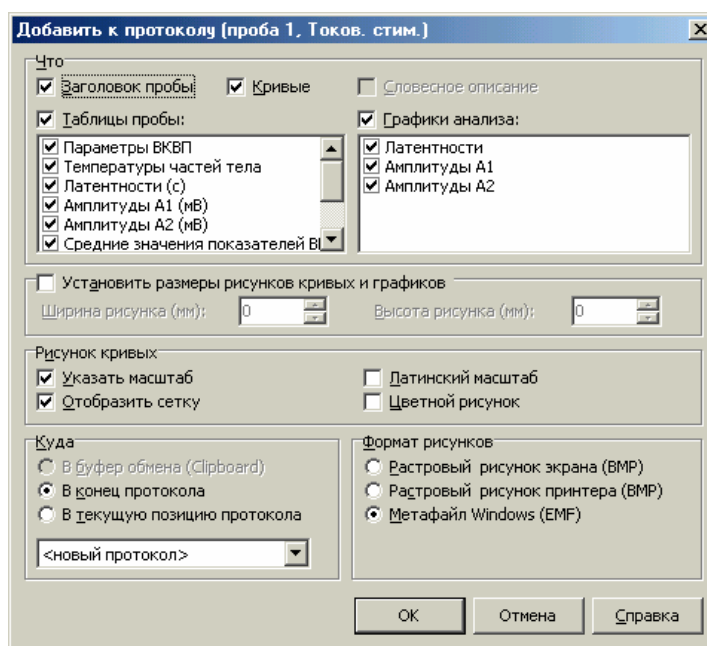 Добавить к протоколу (проба 1, Токов. стим.)
Что
Заголовок пробы Кривые Словесное описание
Таблицы пробы: Графики анализа:
Параметры ВКВП Латентности
Температуры частей тела Амплитуды А1
Латентности (с) Амплитуды А2
Амплитуды А1 (мВ)
Амплитуды А2 (мВ)
Средние значения показателей
Установить размеры рисунков кривых и графиков
Ширина рисунка (мм): 0 Высота рисунка (мм): 0
Рисунок кривых
Указать масштаб Латинский масштаб
Отобразить сетку Цветной рисунок
Куда Формат рисунков
В буфер обмена (Clipboard) Растровый рисунок экрана (BMP)
В конец протокола Растровый рисунок принтера (BMP)
В текущую позицию протокола Метафайл Windows (EMF)
<новый протокол>
ОК Отмена Справка